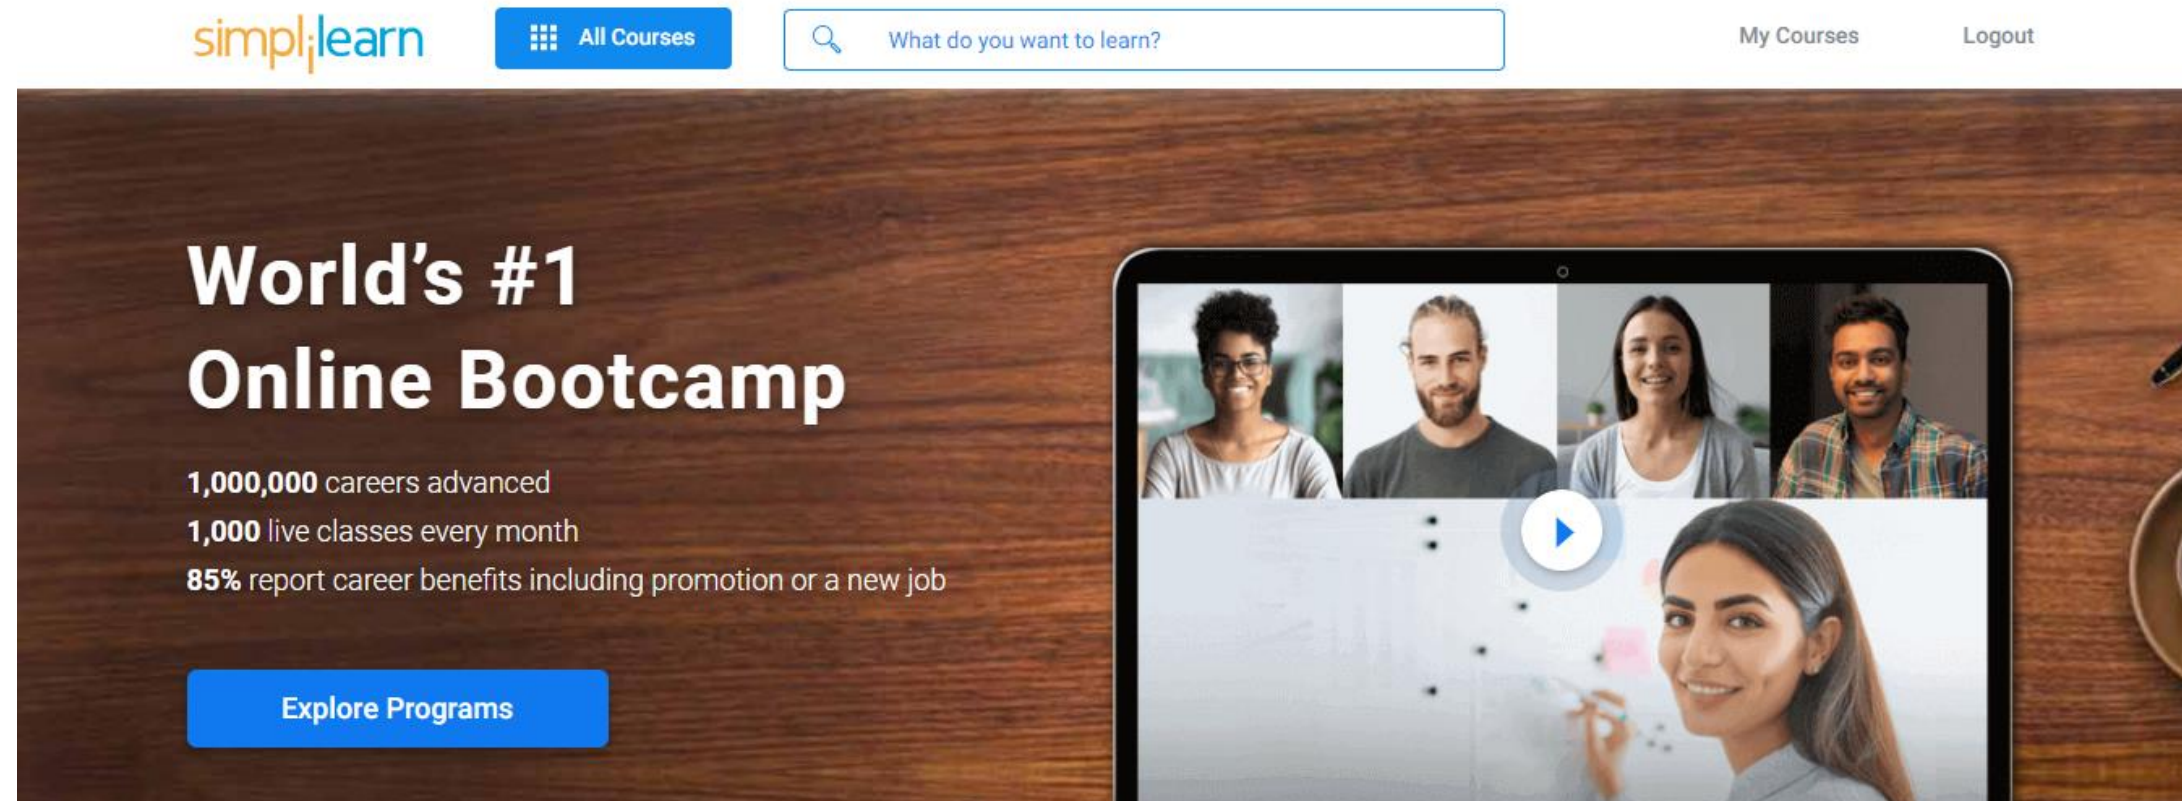 simplilearn
All Courses
What do you want to learn?
My Courses
Logout
World's #1
Online Bootcamp
1,000,000 careers advanced
1,000 live classes every month
85% report career benefits including promotion or a new job
Explore Programs